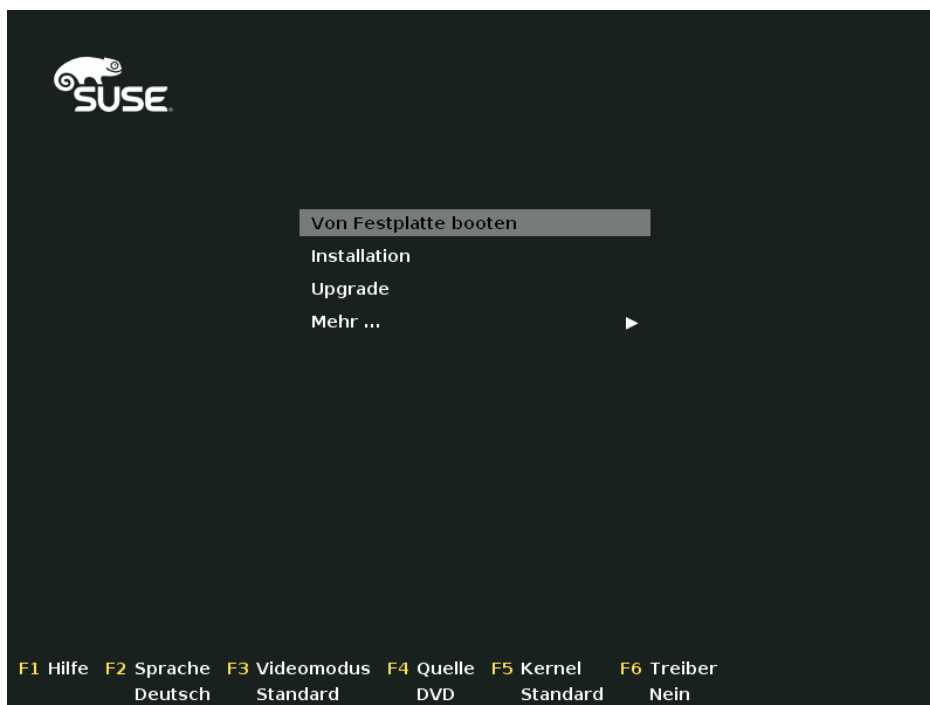 SUSE.
Von Festplatte booten
Installation
Upgrade
Mehr ...
F1 Hilfe F2 Sprache F3 Videomodus F4 Quelle F5 Kernel F6 Treiber
Deutsch Standard DVD Standard Nein